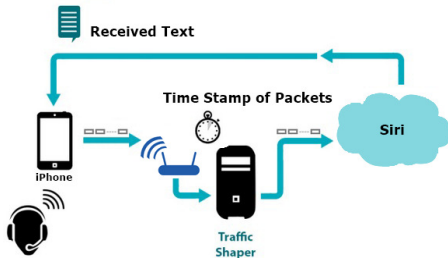 Received Text
Time Stamp of Packets
Siri
iPhone
Traffic
Shaper